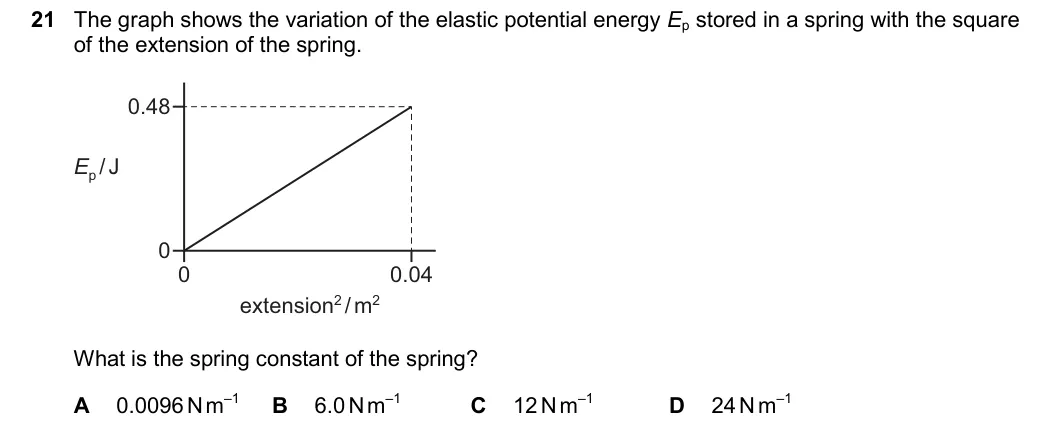 21 The graph shows the variation of the elastic potential energy Eₚ stored in a spring with the square
of the extension of the spring.
0.48
Eₚ / J
0
0
0.04
extension² / m²
What is the spring constant of the spring?
A 0.0096 N m⁻¹ B 6.0 N m⁻¹ C 12 N m⁻¹ D 24 N m⁻¹